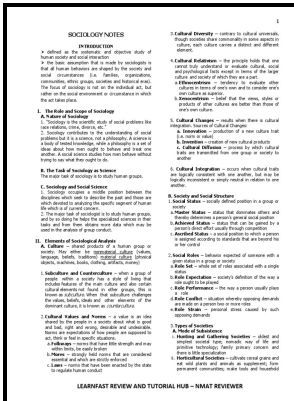 1
SOCIOLOGY NOTES
INTRODUCTION
➢ defined as the systematic and objective study of
human society and social interaction
➢ the basic assumption that is made by sociologists is
that all human behaviors are shaped by the society and
social circumstances (i.e. families, organizations,
communities, ethnic groups, societies and historical eras).
The focus of sociology is not on the individual act, but
rather on the social environment or circumstances in which
the act takes place.
I. The Role and Scope of Sociology
A. Nature of Sociology
1. "Sociology is the scientific study of social problems like
race relations, crime, divorce, etc."
2. Sociology contributes to the understanding of social
problems but it is a science, not a philosophy. A science is
a body of tested knowledge, while a philosophy is a set of
ideas about how men ought to behave and treat one
another. A social science studies how men behave without
trying to say what they ought to do.
B. The Task of Sociology as Science
The major task of sociology is to study human groups.
C. Sociology and Social Science
1. Sociology occupies a middle position between the
disciplines which seek to describe the past and those are
which devoted to analyzing the specific segment of human
life which is of current concern.
2. The major task of sociology is to study human groups,
and by so doing he helps the specialized sciences in their
tasks and from them obtains more data which may be
used in the analysis of group conduct.
II. Elements of Sociological Analysis
A. Culture – shared products of a human group or
society. May either be nonmaterial culture (values,
language, beliefs, traditions) material culture (physical
objects, machines, books, clothing, artifacts, money)
1. Subculture and Counterculture – when a group of
people within a society has a style of living that
includes features of the main culture and also certain
cultural elements not found in other groups, this is
known as subculture. When that subculture challenges
the values, beliefs, ideals and other elements of the
dominant culture, it is known as counterculture.
2. Cultural Values and Norms – a value is an idea
shared by the people in a society about what is good
and bad, right and wrong, desirable and undesirable.
Norms are expectations of how people are supposed to
act, think or feel in specific situations.
a. Folkways – norms that have little strength and may
within limits, be easily broken
b. Mores – strongly held norms that are considered
essential and which are strictly enforced
c. Laws – norms that have been enacted by the state
to regulate human conduct
3. Cultural Diversity – contrary to cultural universals,
though societies share commonality in some aspects in
culture, each culture carries a distinct and different
element.
4. Cultural Relativism – the principle holds that one
cannot truly understand or evaluate cultural, social
and psychological facts except in terms of the larger
culture and society of which they are a part.
a. Ethnocentrism – tendency to evaluate other
cultures in terms of one's own and to consider one's
own culture as superior.
b. Xenocentrism – belief that the views, styles or
products of other cultures are better than those of
one's own culture.
5. Cultural Changes – results when there is cultural
integration. Sources of Cultural Changes:
a. Innovation – production of a new culture trait
(i.e. norm or value)
b. Invention – creation of new cultural products
c. Cultural Diffusion – process by which cultural
traits are transmitted from one group or society to
another
6. Cultural Integration – occurs when cultural traits
are logically consistent with one another, but may be
logically inconsistent or simply neutral in relation to one
another.
B. Society and Social Structure
1. Social Status – socially defined position in a group or
society
a. Master Status – status that dominates others and
thereby determines a person's general social position
b. Achieved Status – status that can be gained by a
person's direct effort usually through competition
c. Ascribed Status – a social position to which a person
is assigned according to standards that are beyond his
or her control
2. Social Roles – behavior expected of someone with a
given status in a group or society
a. Role Set – whole set of roles associated with a single
status
b. Role Expectation – society's definition of the way a
role ought to be played
c. Role Performance – the way a person usually plays
a role
d. Role Conflict – situation whereby opposing demands
are made on a person two or more roles
e. Role Strain – personal stress caused by such
opposing demands
3. Types of Societies
A. Mode of Subsistence
1. Hunting and Gathering Societies – oldest and
simplest societal type; nomadic way of life and
primitive technology; family primary concern and
there is little specialization
2. Horticultural Societies – cultivate cereal grains and
eat wild plants and animals as supplement; form
permanent communities; make tools and household
LEARNFAST REVIEW AND TUTORIAL HUB – NMAT REVIEWER